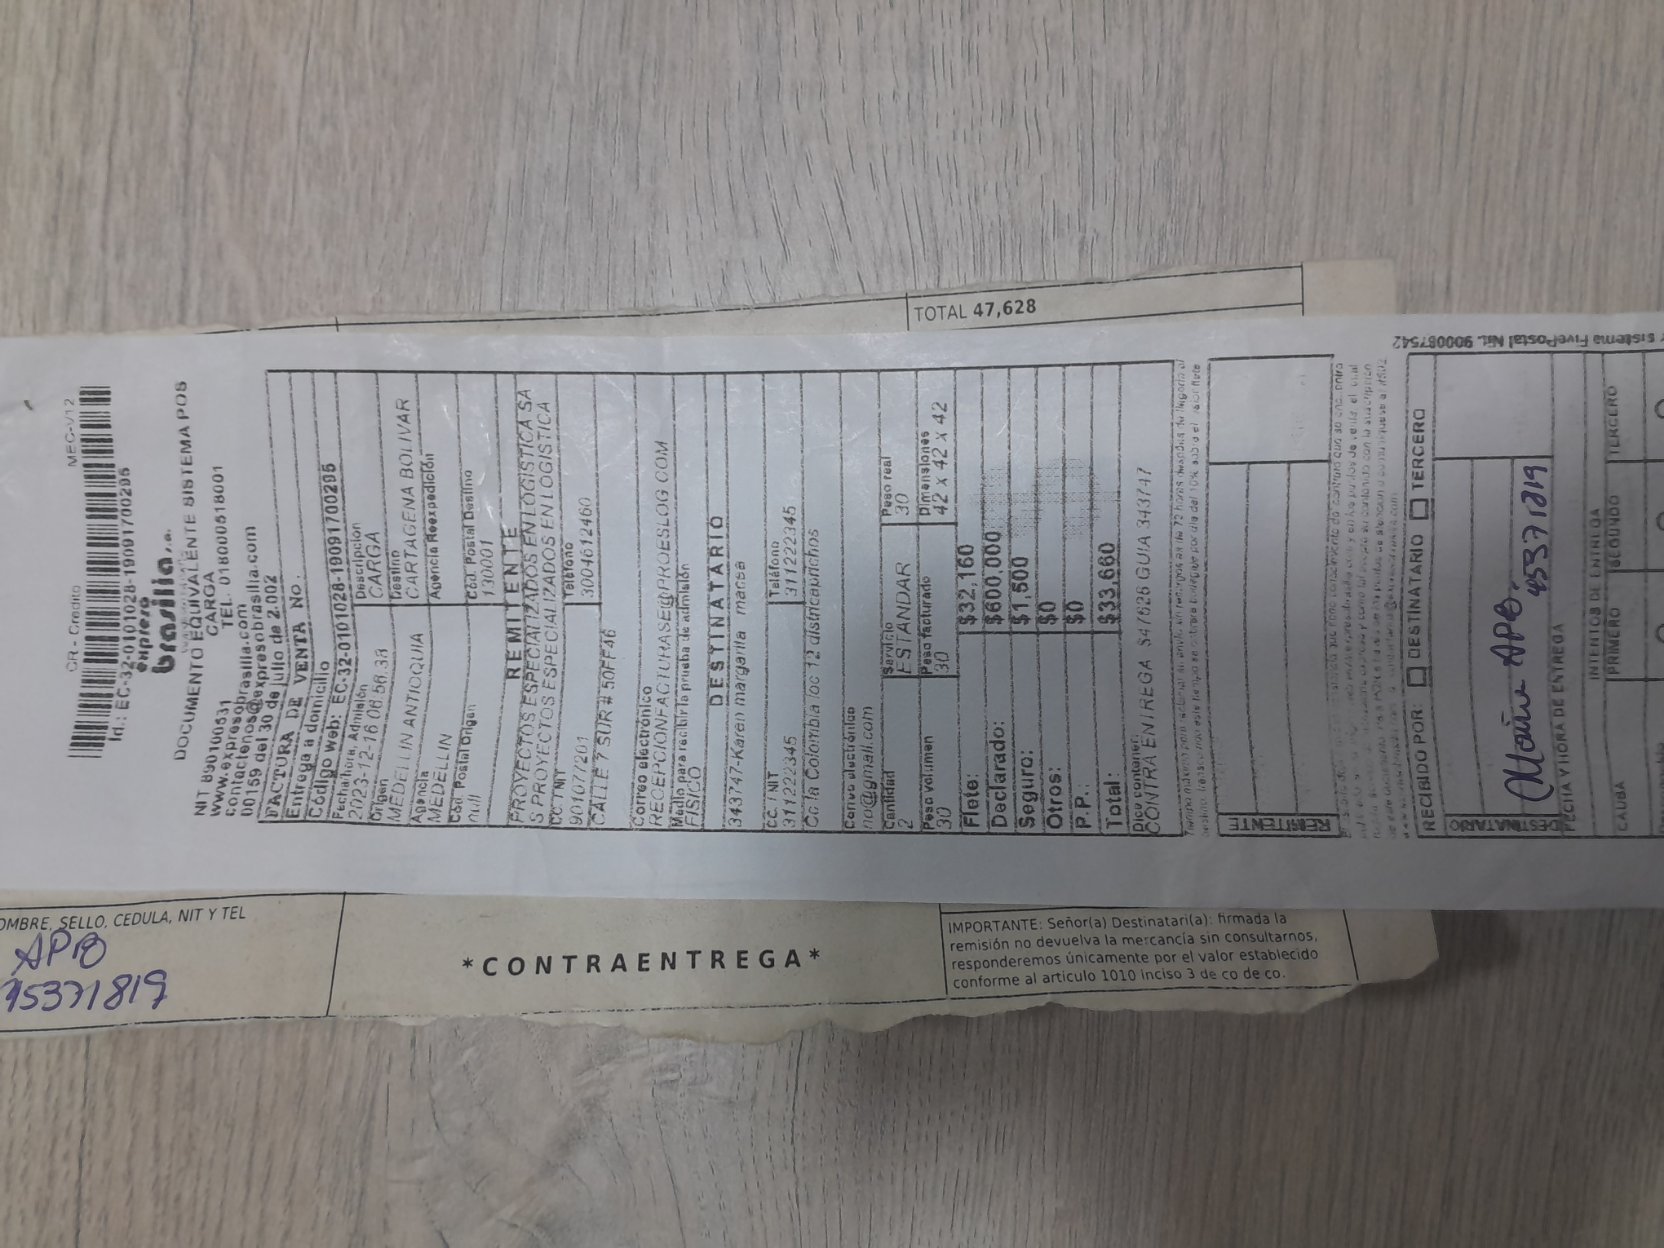 CR - Credito MEC-V12
Id.: EC-32-0101028-19091700295
expreso
brasilia s.a.
DOCUMENTO EQUIVALENTE SISTEMA POS
CARGA
NIT 890100531 TEL. 018000518001
www.expresobrasilia.com
contactenos@expresobrasilia.com
00159 del 30 de julio de 2.002
FACTURA DE VENTA NO.
Entrega a domicilio
Código web: EC-32-0101028-19091700295
Fecha/hora. Admisión Descripción
2023-12-16 06:56:38 CARGA
Origen Destino
MEDELLIN ANTIOQUIA CARTAGENA BOLIVAR
Agencia Agencia Reexpedición
MEDELLIN
Cod. Postal Origen Cod. Postal Destino
null 130001
REMITENTE
PROYECTOS ESPECIALIZADOS EN LOGISTICA SA
S PROYECTOS ESPECIALIZADOS EN LOGISTICA
CC. / NIT Teléfono
901077201 3004612460
CALLE 7 SUR # 50FF46
Correo electrónico
RECEPCIONFACTURASE@PROESLOG.COM
Medio para recibir la prueba de admisión
FISICO
DESTINATARIO
343747-Karen margarita marsa
CC. / NIT Teléfono
311222345 311222345
Cc la Colombia loc 12 districaprichos
Correo electrónico
no@gmail.com
Cantidad Servicio Peso real
2 ESTANDAR 30
Peso volumen Peso facturado Dimensiones
30 30 42 x 42 x 42
Flete: $32,160
Declarado: $600,000
Seguro: $1,500
Otros: $0
P.P.: $0
Total: $33,660
Dice contener:
CONTRA ENTREGA $47626 GUIA 343747
REMITENTE
RECIBIDO POR: DESTINATARIO TERCERO
DESTINATARIO
APB.
45371819
FECHA Y HORA DE ENTREGA
INTENTOS DE ENTREGA
CAUSA PRIMERO SEGUNDO TERCERO
Sistema FivePostal Nit. 900087542
TOTAL 47,628
OMBRE, SELLO, CEDULA, NIT Y TEL
APB
45371819
*CONTRAENTREGA*
IMPORTANTE: Señor(a) Destinatari(a): firmada la
remisión no devuelva la mercancía sin consultarnos,
responderemos únicamente por el valor establecido
conforme al articulo 1010 inciso 3 de co de co.